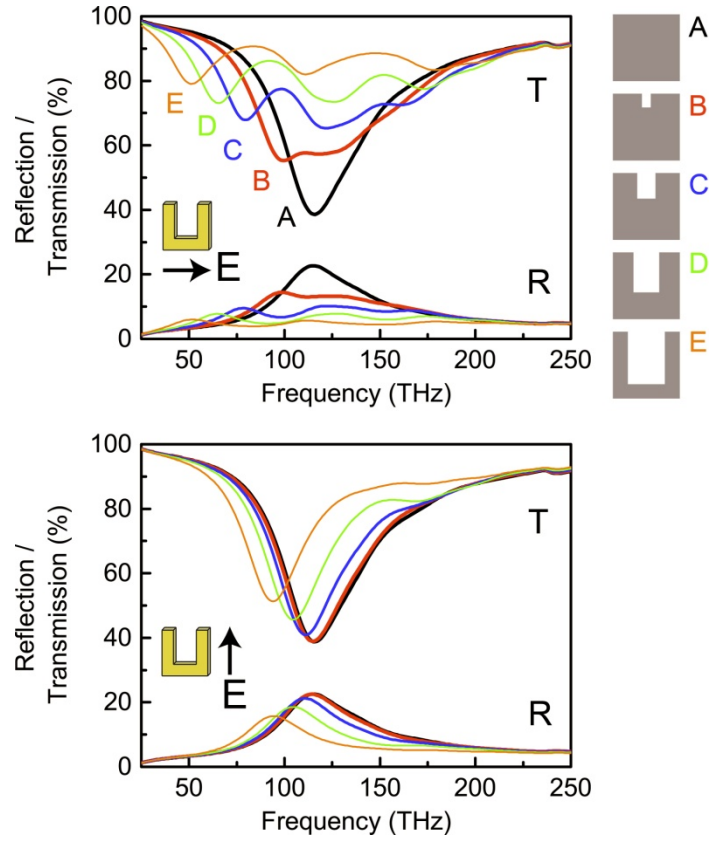 Reflection /
Transmission (%)
100
80
60
40
20
0
T
E
D
C
B
A
E
R
50
100
150
200
250
Frequency (THz)
A
B
C
D
E
Reflection /
Transmission (%)
100
80
60
40
20
0
T
E
R
50
100
150
200
250
Frequency (THz)